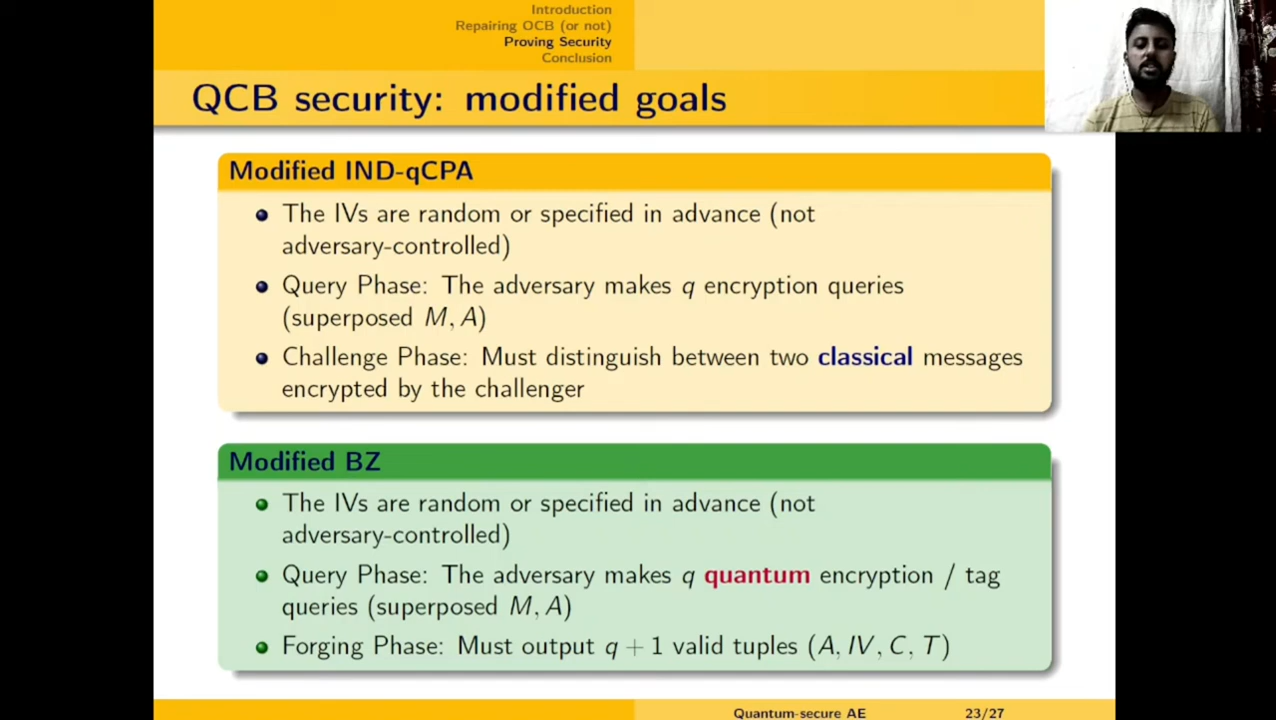 Introduction
Repairing OCB (or not)
Proving Security
Conclusion
QCB security: modified goals
Modified IND-qCPA
The IVs are random or specified in advance (not
adversary-controlled)
Query Phase: The adversary makes q encryption queries
(superposed M, A)
Challenge Phase: Must distinguish between two classical messages
encrypted by the challenger
Modified BZ
The IVs are random or specified in advance (not
adversary-controlled)
Query Phase: The adversary makes q quantum encryption / tag
queries (superposed M, A)
Forging Phase: Must output q + 1 valid tuples (A, IV, C, T)
Quantum-secure AE 23/27